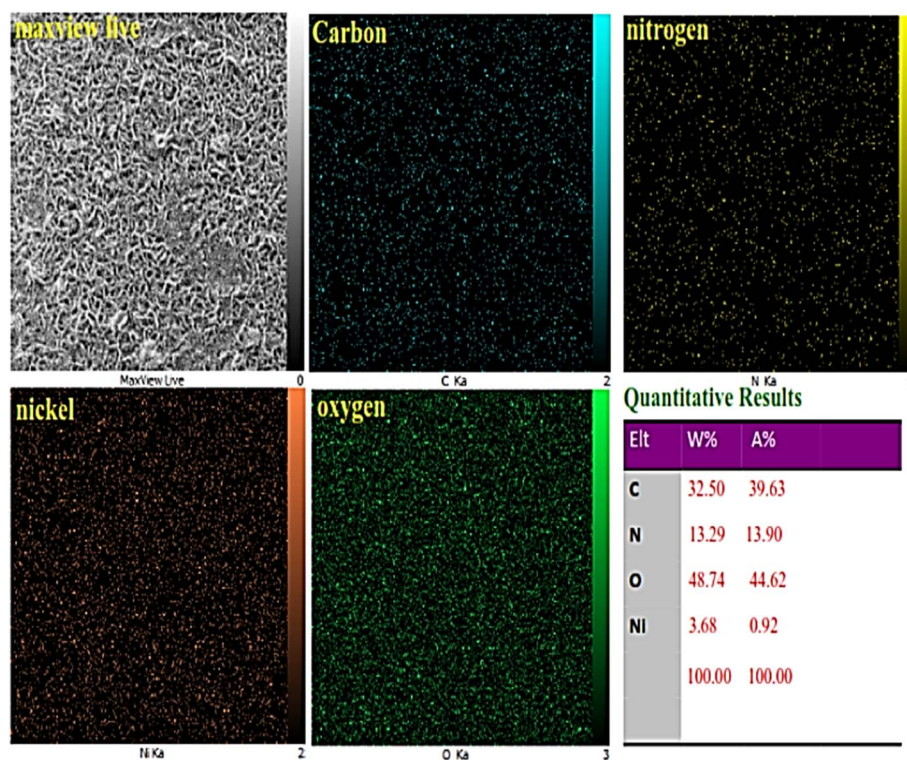 maxview live
Carbon
nitrogen
MaxView Live 0
C Ka 2
N Ka
nickel
oxygen
Quantitative Results
Elt W% A%
C 32.50 39.63
N 13.29 13.90
O 48.74 44.62
Ni 3.68 0.92
100.00 100.00
Ni Ka 2
O Ka 3